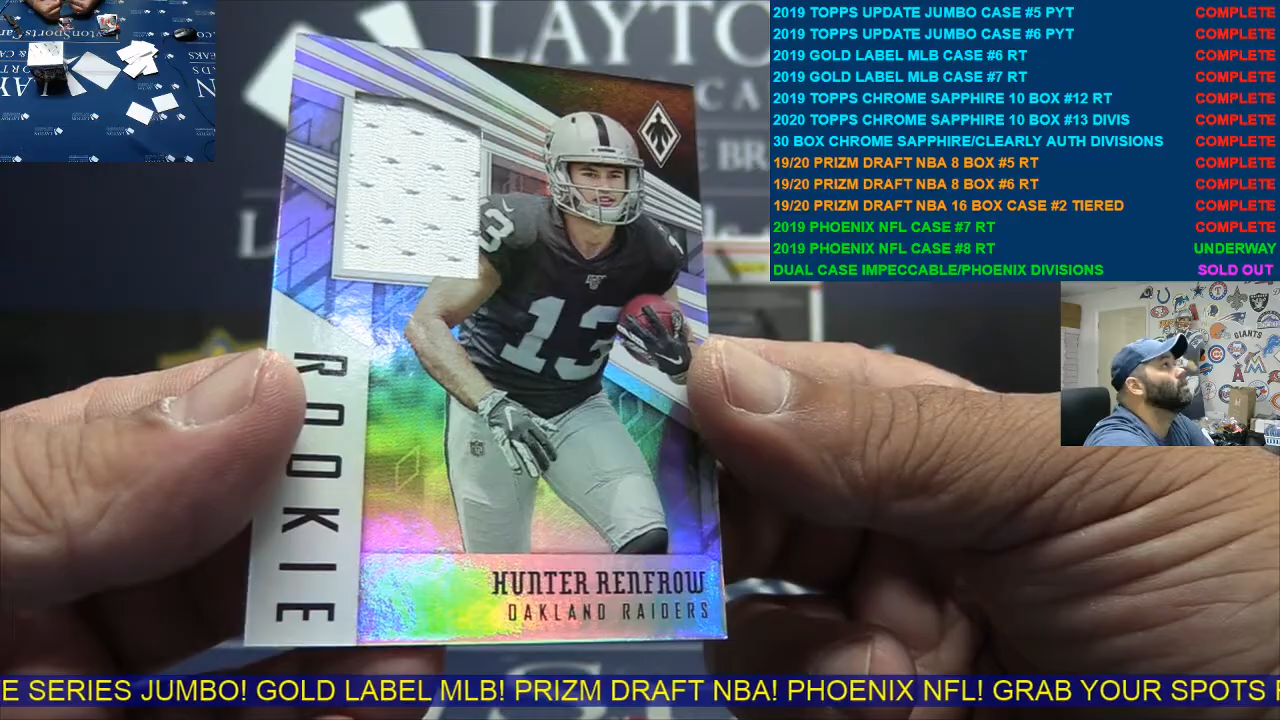 2019 TOPPS UPDATE JUMBO CASE #5 PYT COMPLETE
2019 TOPPS UPDATE JUMBO CASE #6 PYT COMPLETE
2019 GOLD LABEL MLB CASE #6 RT COMPLETE
2019 GOLD LABEL MLB CASE #7 RT COMPLETE
2019 TOPPS CHROME SAPPHIRE 10 BOX #12 RT COMPLETE
2020 TOPPS CHROME SAPPHIRE 10 BOX #13 DIVIS COMPLETE
30 BOX CHROME SAPPHIRE/CLEARLY AUTH DIVISIONS COMPLETE
19/20 PRIZM DRAFT NBA 8 BOX #5 RT COMPLETE
19/20 PRIZM DRAFT NBA 8 BOX #6 RT COMPLETE
19/20 PRIZM DRAFT NBA 16 BOX CASE #2 TIERED COMPLETE
2019 PHOENIX NFL CASE #7 RT COMPLETE
2019 PHOENIX NFL CASE #8 RT UNDERWAY
DUAL CASE IMPECCABLE/PHOENIX DIVISIONS SOLD OUT
LAYTO
CA
BR
13
13
13
ROOKIE
HUNTER RENFROW
OAKLAND RAIDERS
GIANTS
E SERIES JUMBO! GOLD LABEL MLB! PRIZM DRAFT NBA! PHOENIX NFL! GRAB YOUR SPOTS